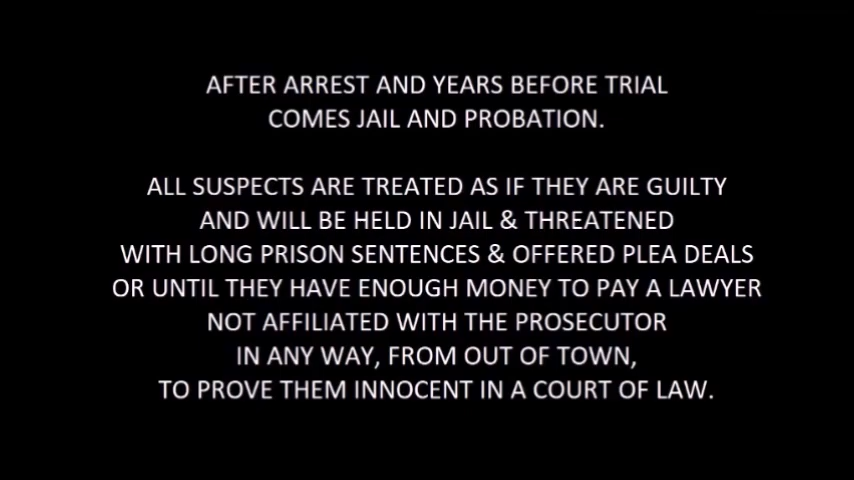 AFTER ARREST AND YEARS BEFORE TRIAL
COMES JAIL AND PROBATION.
ALL SUSPECTS ARE TREATED AS IF THEY ARE GUILTY
AND WILL BE HELD IN JAIL & THREATENED
WITH LONG PRISON SENTENCES & OFFERED PLEA DEALS
OR UNTIL THEY HAVE ENOUGH MONEY TO PAY A LAWYER
NOT AFFILIATED WITH THE PROSECUTOR
IN ANY WAY, FROM OUT OF TOWN,
TO PROVE THEM INNOCENT IN A COURT OF LAW.